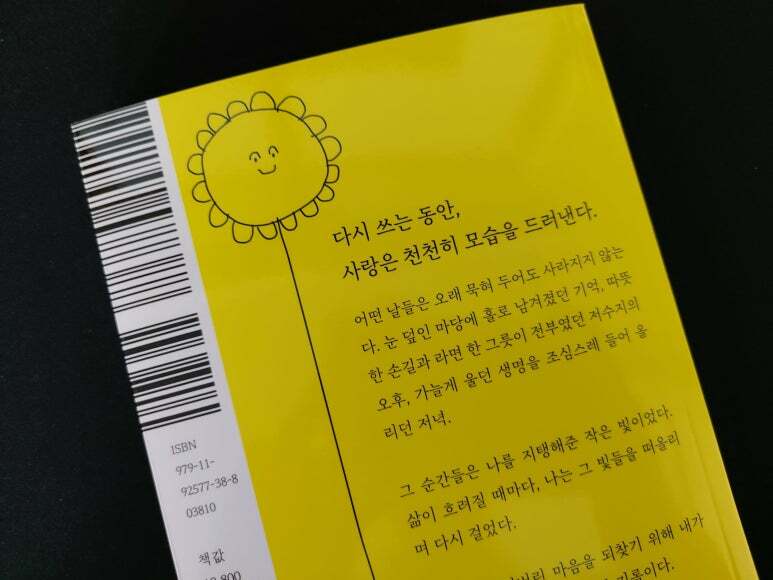 다시 쓰는 동안,
사랑은 천천히 모습을 드러낸다.
어떤 날들은 오래 묵혀 두어도 사라지지 않는
다. 눈 덮인 마당에 홀로 남겨졌던 기억, 따뜻
한 손길과 라면 한 그릇이 전부였던 저수지의
오후, 가늘게 울던 생명을 조심스레 들어 올
리던 저녁.
그 순간들은 나를 지탱해준 작은 빛이었다.
삶이 흐려질 때마다, 나는 그 빛들을 떠올리
며 다시 걸었다.
마음을 되찾기 위해 내가
ISBN
979-11-
92577-38-8
03810
책값